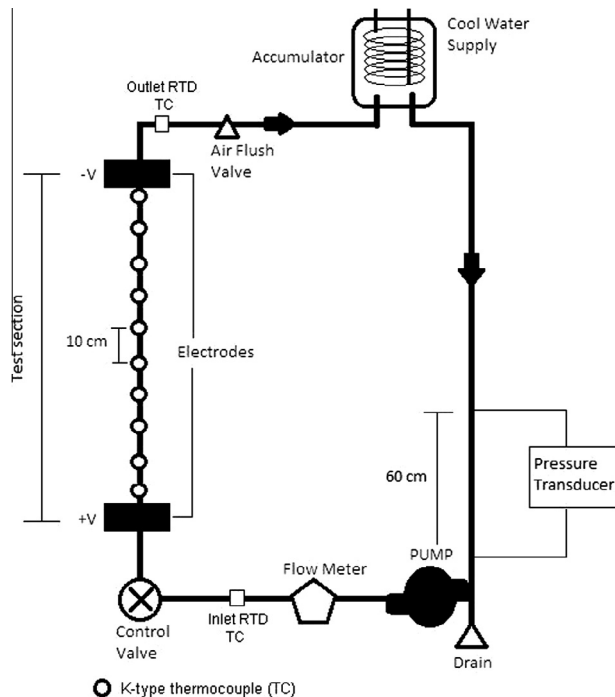 Cool Water
Supply
Accumulator
Outlet RTD
TC
Air Flush
Valve
-V
Test section
10 cm
Electrodes
60 cm
Pressure
Transducer
+V
PUMP
Flow Meter
Inlet RTD
TC
Control
Valve
Drain
K-type thermocouple (TC)